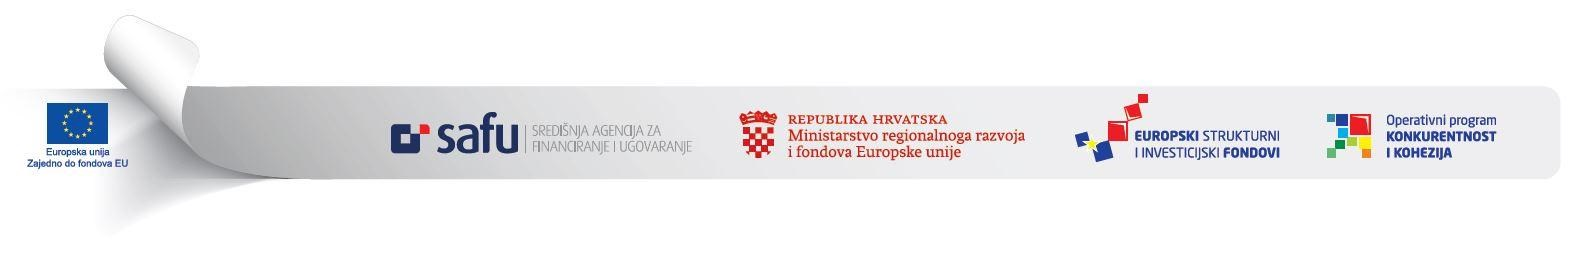 Europska unija
Zajedno do fondova EU
safu
SREDIŠNJA AGENCIJA ZA
FINANCIRANJE I UGOVARANJE
REPUBLIKA HRVATSKA
Ministarstvo regionalnoga razvoja
i fondova Europske unije
EUROPSKI STRUKTURNI
I INVESTICIJSKI FONDOVI
Operativni program
KONKURENTNOST
I KOHEZIJA